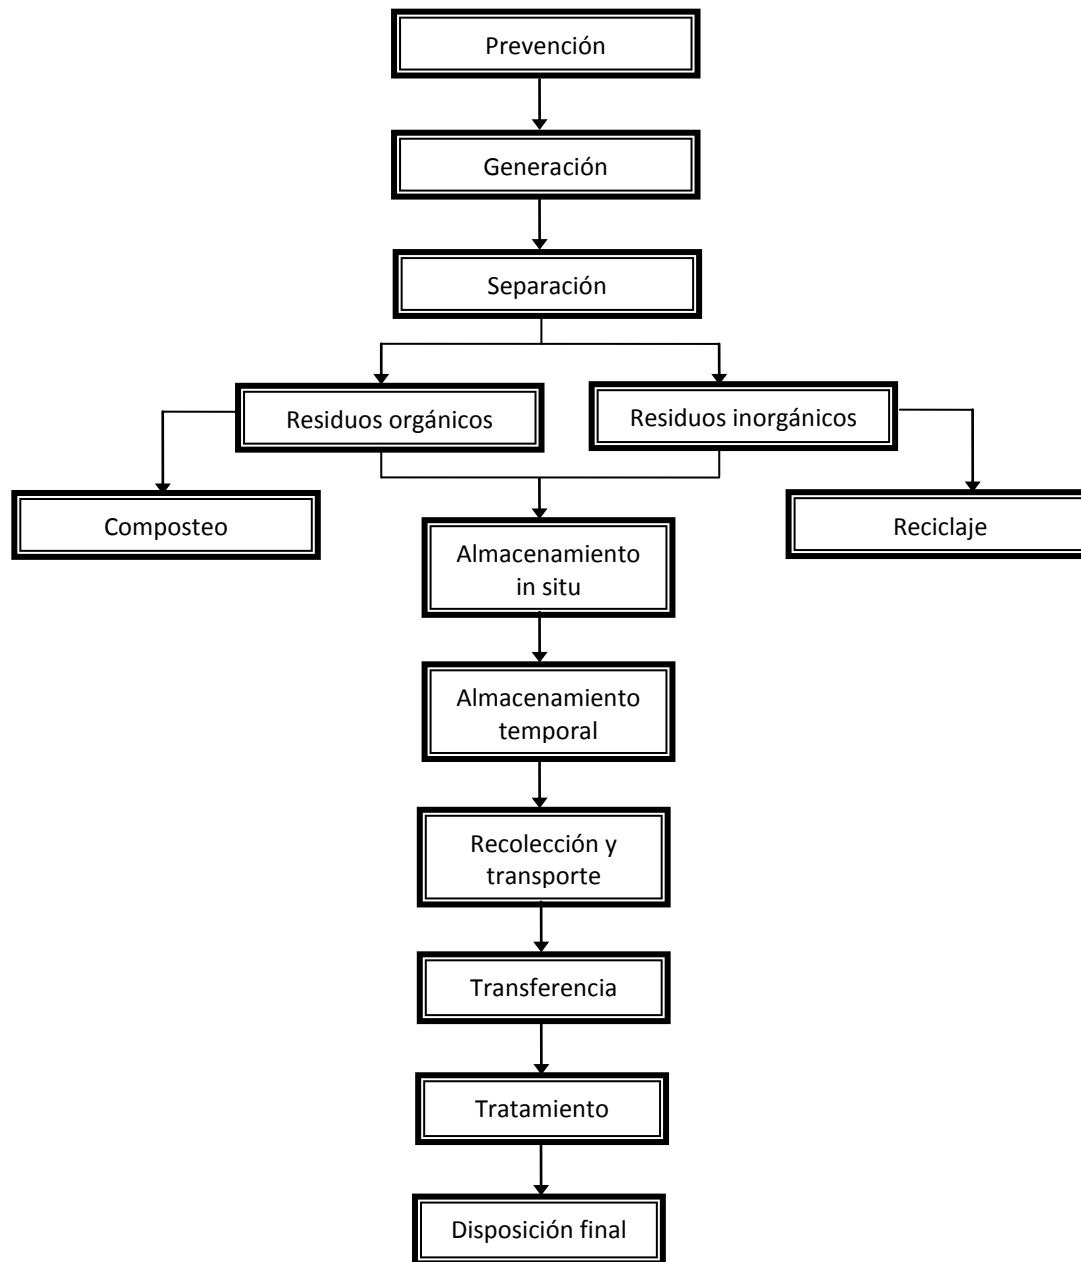 Prevención
Generación
Separación
Residuos orgánicos
Residuos inorgánicos
Composteo
Reciclaje
Almacenamiento
in situ
Almacenamiento
temporal
Recolección y
transporte
Transferencia
Tratamiento
Disposición final